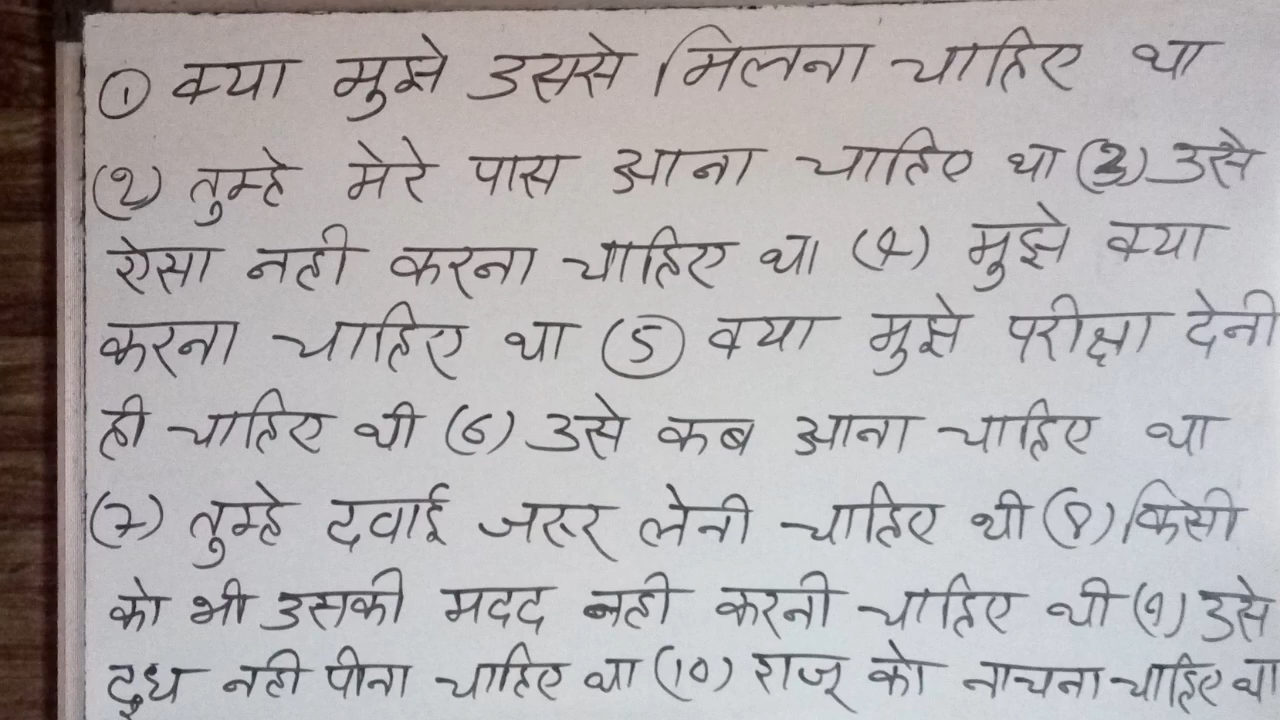 ① क्या मुझे उससे मिलना चाहिए था
(२) तुम्हे मेरे पास आना चाहिए था (3) उसे
ऐसा नही करना चाहिए था (4) मुझे क्या
करना चाहिए था ⑤ क्या मुझे परीक्षा देनी
ही चाहिए थी (6) उसे कब आना चाहिए था
(7) तुम्हे दवाई जरुर लेनी चाहिए थी (8) किसी
को भी उसकी मदद नही करनी चाहिए थी (9) उसे
दुध नही पीना चाहिए था (10) राजू को नाचना चाहिए था